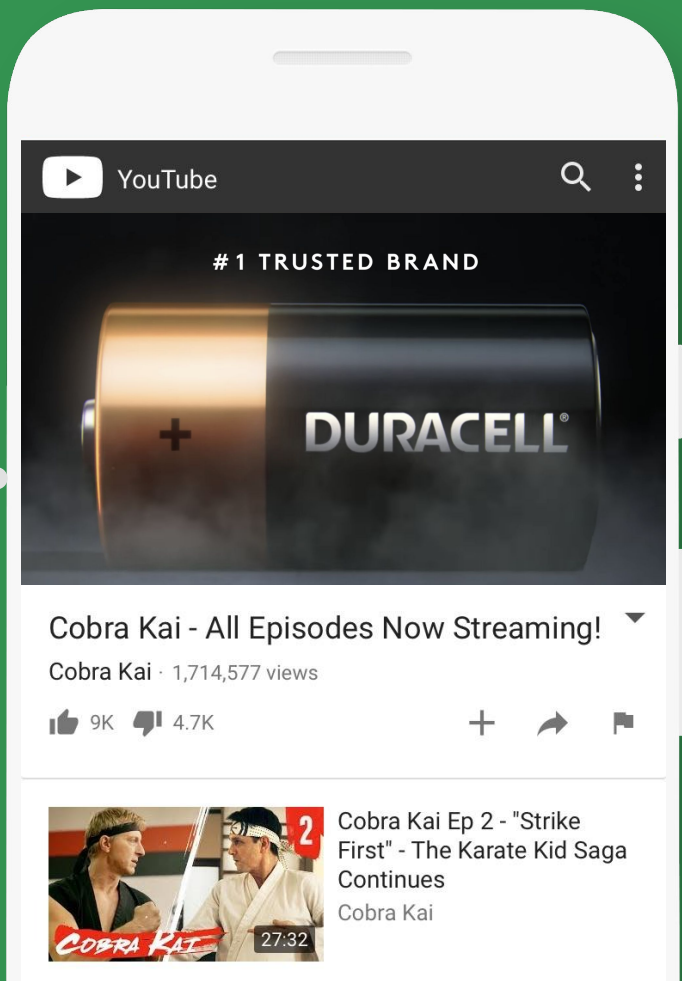 YouTube
#1 TRUSTED BRAND
+
DURACELL®
Cobra Kai - All Episodes Now Streaming!
Cobra Kai · 1,714,577 views
9K 4.7K
2
COBRA KAI
27:32
Cobra Kai Ep 2 - "Strike
First" - The Karate Kid Saga
Continues
Cobra Kai